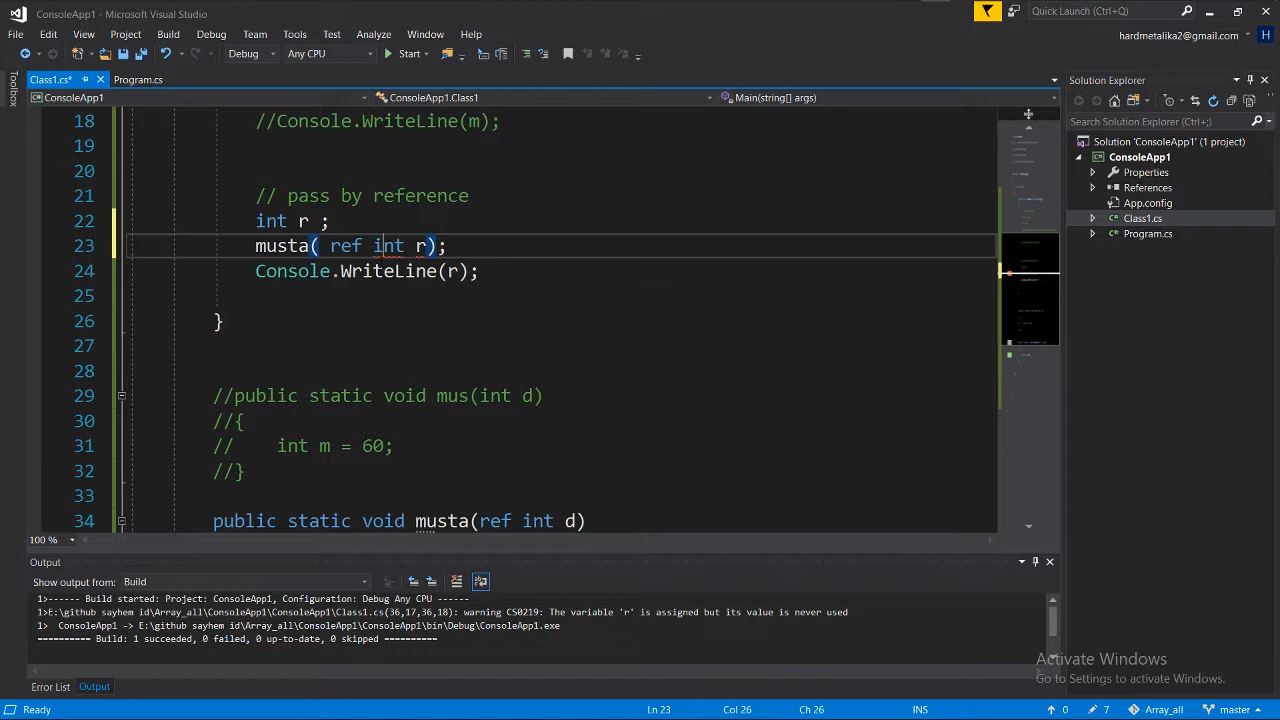 ConsoleApp1 - Microsoft Visual Studio
Quick Launch (Ctrl+Q)
File Edit View Project Build Debug Team Tools Test Analyze Window Help
hardmetalika2@gmail.com H
Debug Any CPU Start
Toolbox
Class1.cs* Program.cs
ConsoleApp1 ConsoleApp1.Class1 Main(string[] args)
18 //Console.WriteLine(m);
19
20
21 // pass by reference
22 int r ;
23 musta( ref int r);
24 Console.WriteLine(r);
25
26 }
27
28
29 //public static void mus(int d)
30 //{
31 // int m = 60;
32 //}
33
34 public static void musta(ref int d)
100 %
Solution Explorer
Search Solution Explorer (Ctrl+;)
Solution 'ConsoleApp1' (1 project)
ConsoleApp1
Properties
References
App.config
Class1.cs
Program.cs
Output
Show output from: Build
1>------ Build started: Project: ConsoleApp1, Configuration: Debug Any CPU ------
1>E:\github sayhem id\Array_all\ConsoleApp1\ConsoleApp1\Class1.cs(36,17,36,18): warning CS0219: The variable 'r' is assigned but its value is never used
1> ConsoleApp1 -> E:\github sayhem id\Array_all\ConsoleApp1\ConsoleApp1\bin\Debug\ConsoleApp1.exe
========== Build: 1 succeeded, 0 failed, 0 up-to-date, 0 skipped ==========
Activate Windows
Go to Settings to activate Windows.
Error List Output
Ready Ln 23 Col 26 Ch 26 INS 0 7 Array_all master